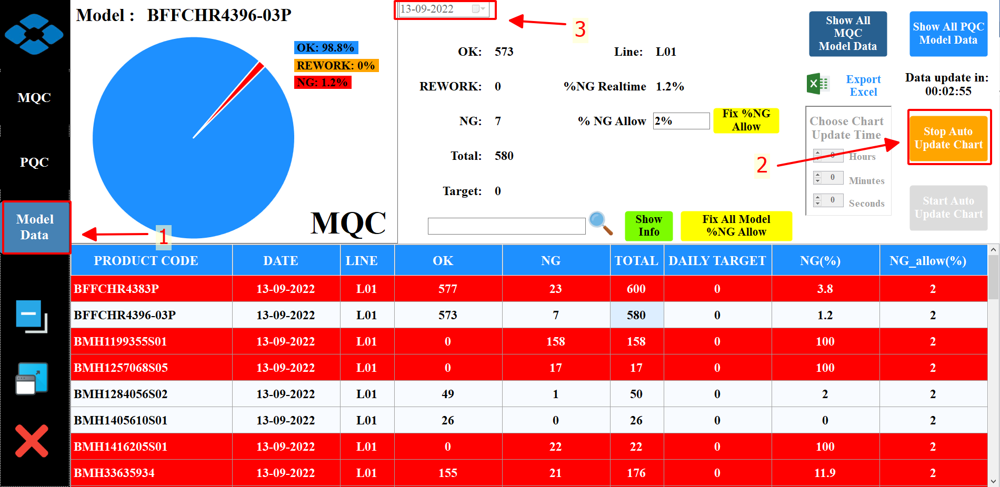 Model : BFFCHR4396-03P
OK: 98.8%
REWORK: 0%
NG: 1.2%
MQC
13-09-2022
3
OK: 573
Line: L01
REWORK: 0
%NG Realtime 1.2%
NG: 7
% NG Allow 2%
Fix %NG
Allow
Total: 580
Target: 0
Show
Info
Fix All Model
%NG Allow
Show All
MQC
Model Data
Show All PQC
Model Data
Export
Excel
Data update in:
00:02:55
Choose Chart
Update Time
0 Hours
0 Minutes
0 Seconds
2
Stop Auto
Update Chart
Start Auto
Update Chart
MQC
PQC
Model
Data
1
PRODUCT CODE DATE LINE OK NG TOTAL DAILY TARGET NG(%) NG_allow(%)
BFFCHR4383P 13-09-2022 L01 577 23 600 0 3.8 2
BFFCHR4396-03P 13-09-2022 L01 573 7 580 0 1.2 2
BMH1199355S01 13-09-2022 L01 0 158 158 0 100 2
BMH1257068S05 13-09-2022 L01 0 17 17 0 100 2
BMH1284056S02 13-09-2022 L01 49 1 50 0 2 2
BMH1405610S01 13-09-2022 L01 26 0 26 0 0 2
BMH1416205S01 13-09-2022 L01 0 22 22 0 100 2
BMH33635934 13-09-2022 L01 155 21 176 0 11.9 2